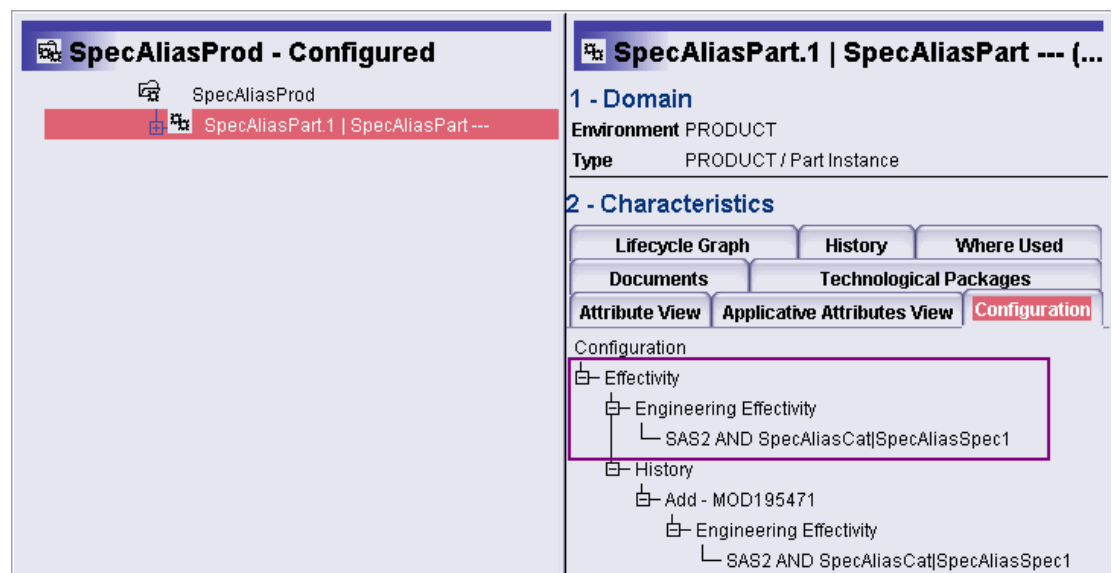 SpecAliasProd - Configured
SpecAliasProd
SpecAliasPart.1 | SpecAliasPart ---
SpecAliasPart.1 | SpecAliasPart --- (...
1 - Domain
Environment PRODUCT
Type PRODUCT / Part Instance
2 - Characteristics
Lifecycle Graph History Where Used
Documents Technological Packages
Attribute View Applicative Attributes View Configuration
Configuration
Effectivity
Engineering Effectivity
SAS2 AND SpecAliasCat|SpecAliasSpec1
History
Add - MOD195471
Engineering Effectivity
SAS2 AND SpecAliasCat|SpecAliasSpec1